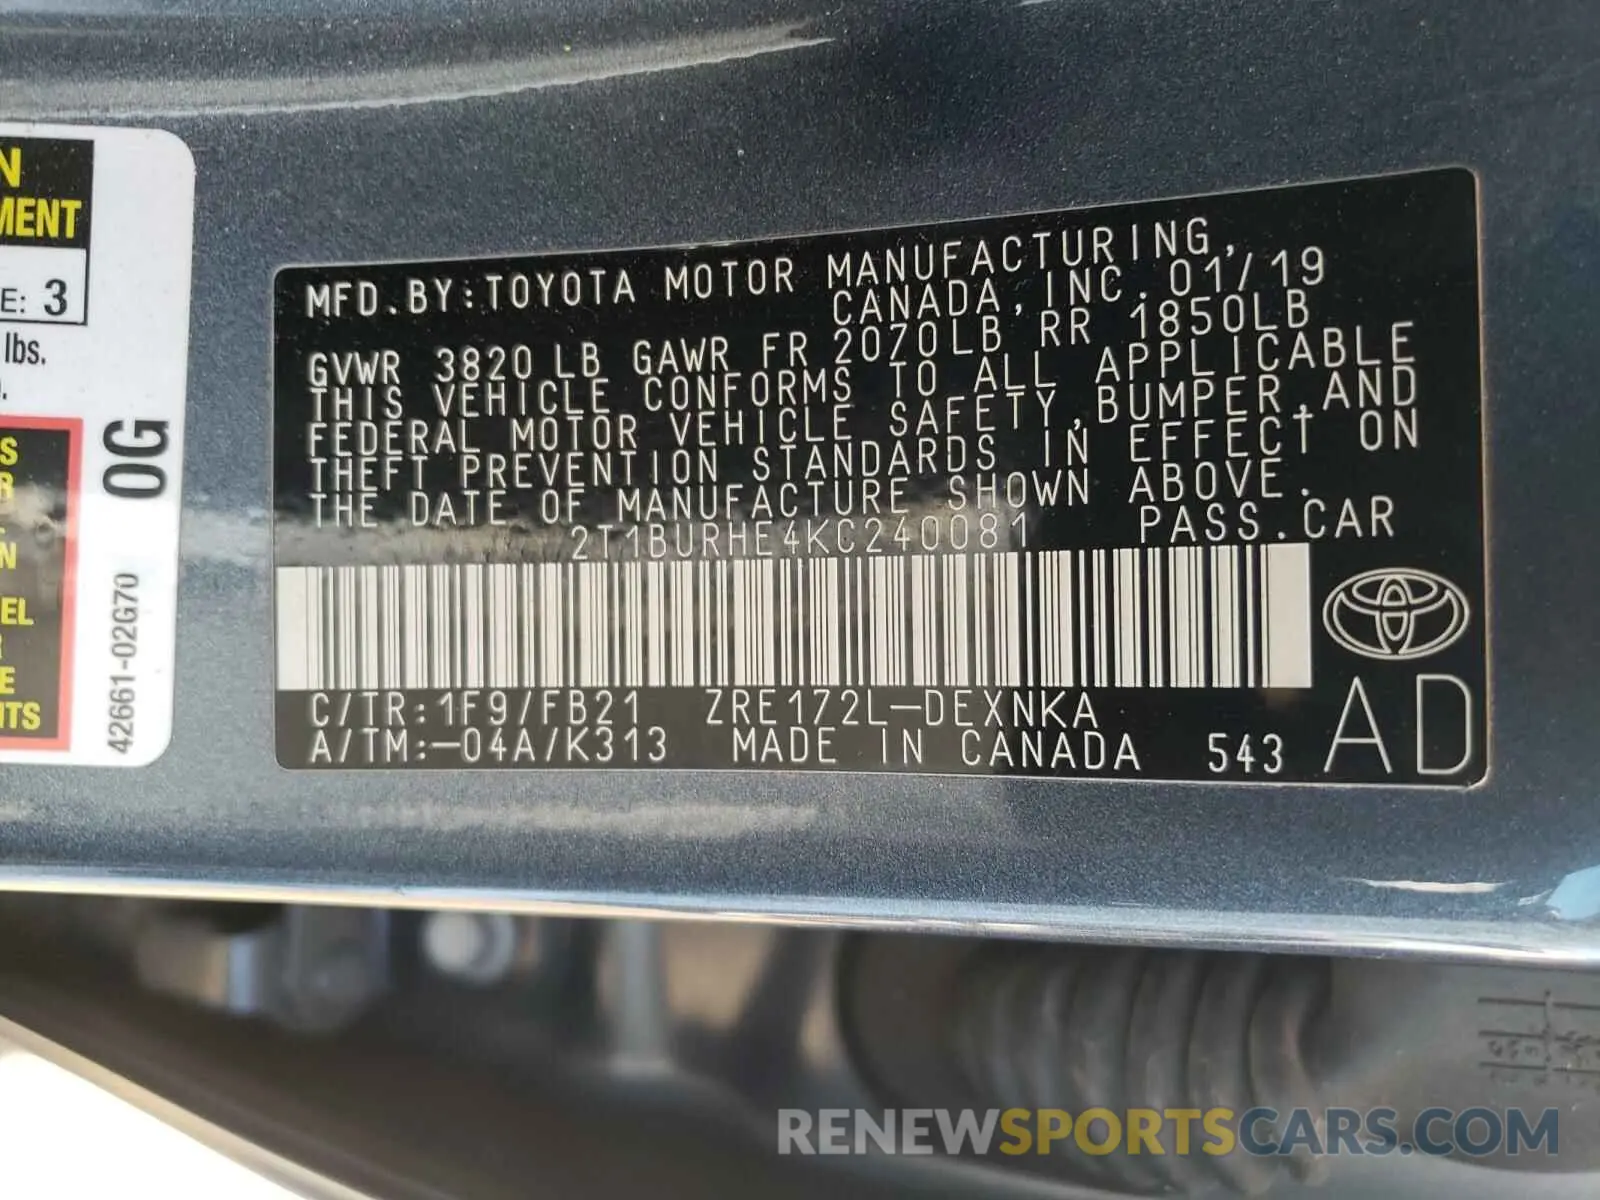 N
MENT
E: 3
lbs.
0G
42661-02G70
S
R
N
EL
R
E
ITS
MFD.BY:TOYOTA MOTOR MANUFACTURING,
CANADA, INC. 01/19
GVWR 3820 LB GAWR FR 2070LB RR 1850LB
THIS VEHICLE CONFORMS TO ALL APPLICABLE
FEDERAL MOTOR VEHICLE SAFETY, BUMPER, AND
THEFT PREVENTION STANDARDS IN EFFECT ON
THE DATE OF MANUFACTURE SHOWN ABOVE.
2T1BURHE4KC240081 PASS.CAR
C/TR:1F9/FB21 ZRE172L-DEXNKA
A/TM:-04A/K313 MADE IN CANADA 543
AD
RENEWSPORTSCARS.COM